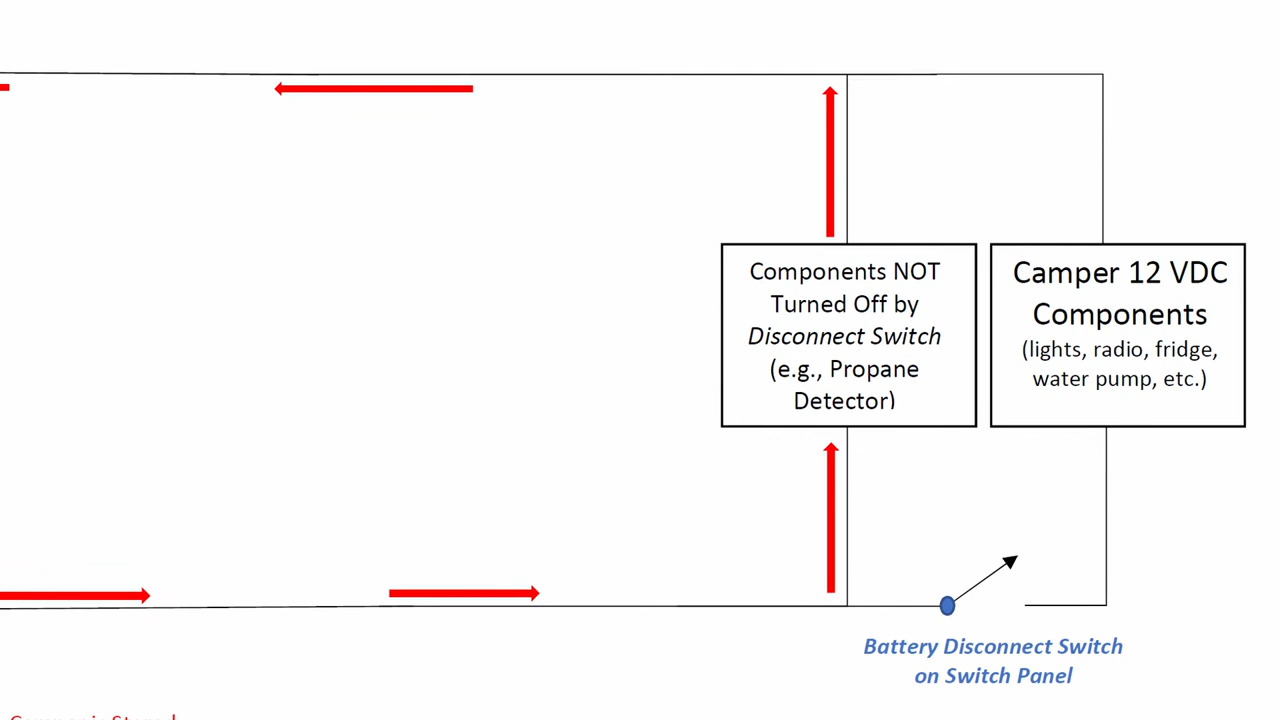 Components NOT
Turned Off by
Disconnect Switch
(e.g., Propane
Detector)
Camper 12 VDC
Components
(lights, radio, fridge,
water pump, etc.)
Battery Disconnect Switch
on Switch Panel